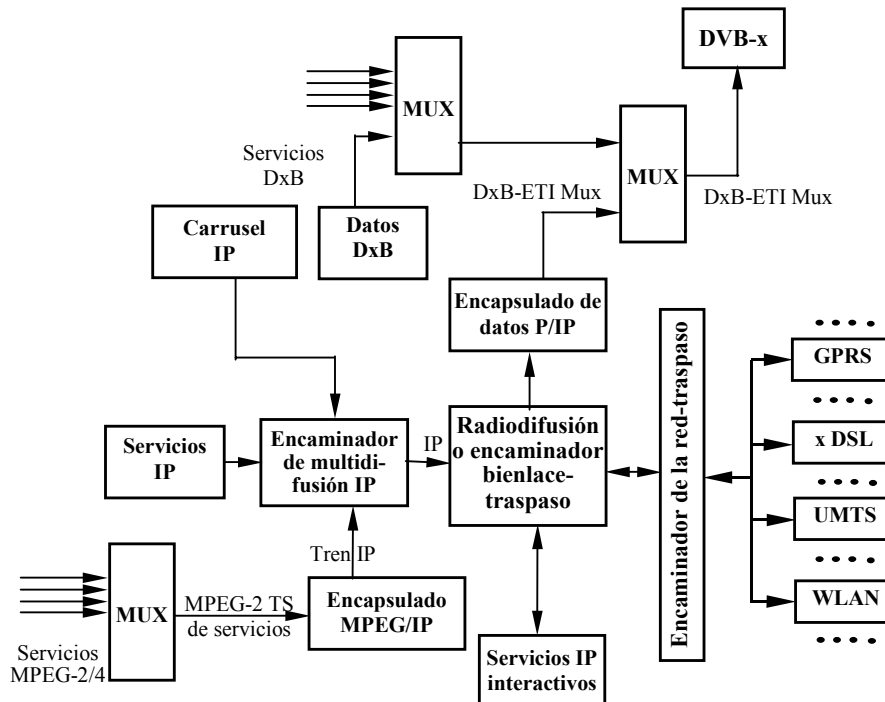 DVB-x
MUX
Servicios
DxB
MUX
DxB-ETI Mux
DxB-ETI Mux
Carrusel
IP
Datos
DxB
Encapsulado de
datos P/IP
Encaminador de la red-traspaso
GPRS
x DSL
UMTS
WLAN
Servicios
IP
Encaminador
de multidi-
fusión IP
IP
Radiodifusión
o encaminador
bienlace-
traspaso
Tren IP
MUX
MPEG-2 TS
de servicios
Encapsulado
MPEG/IP
Servicios
MPEG-2/4
Servicios IP
interactivos